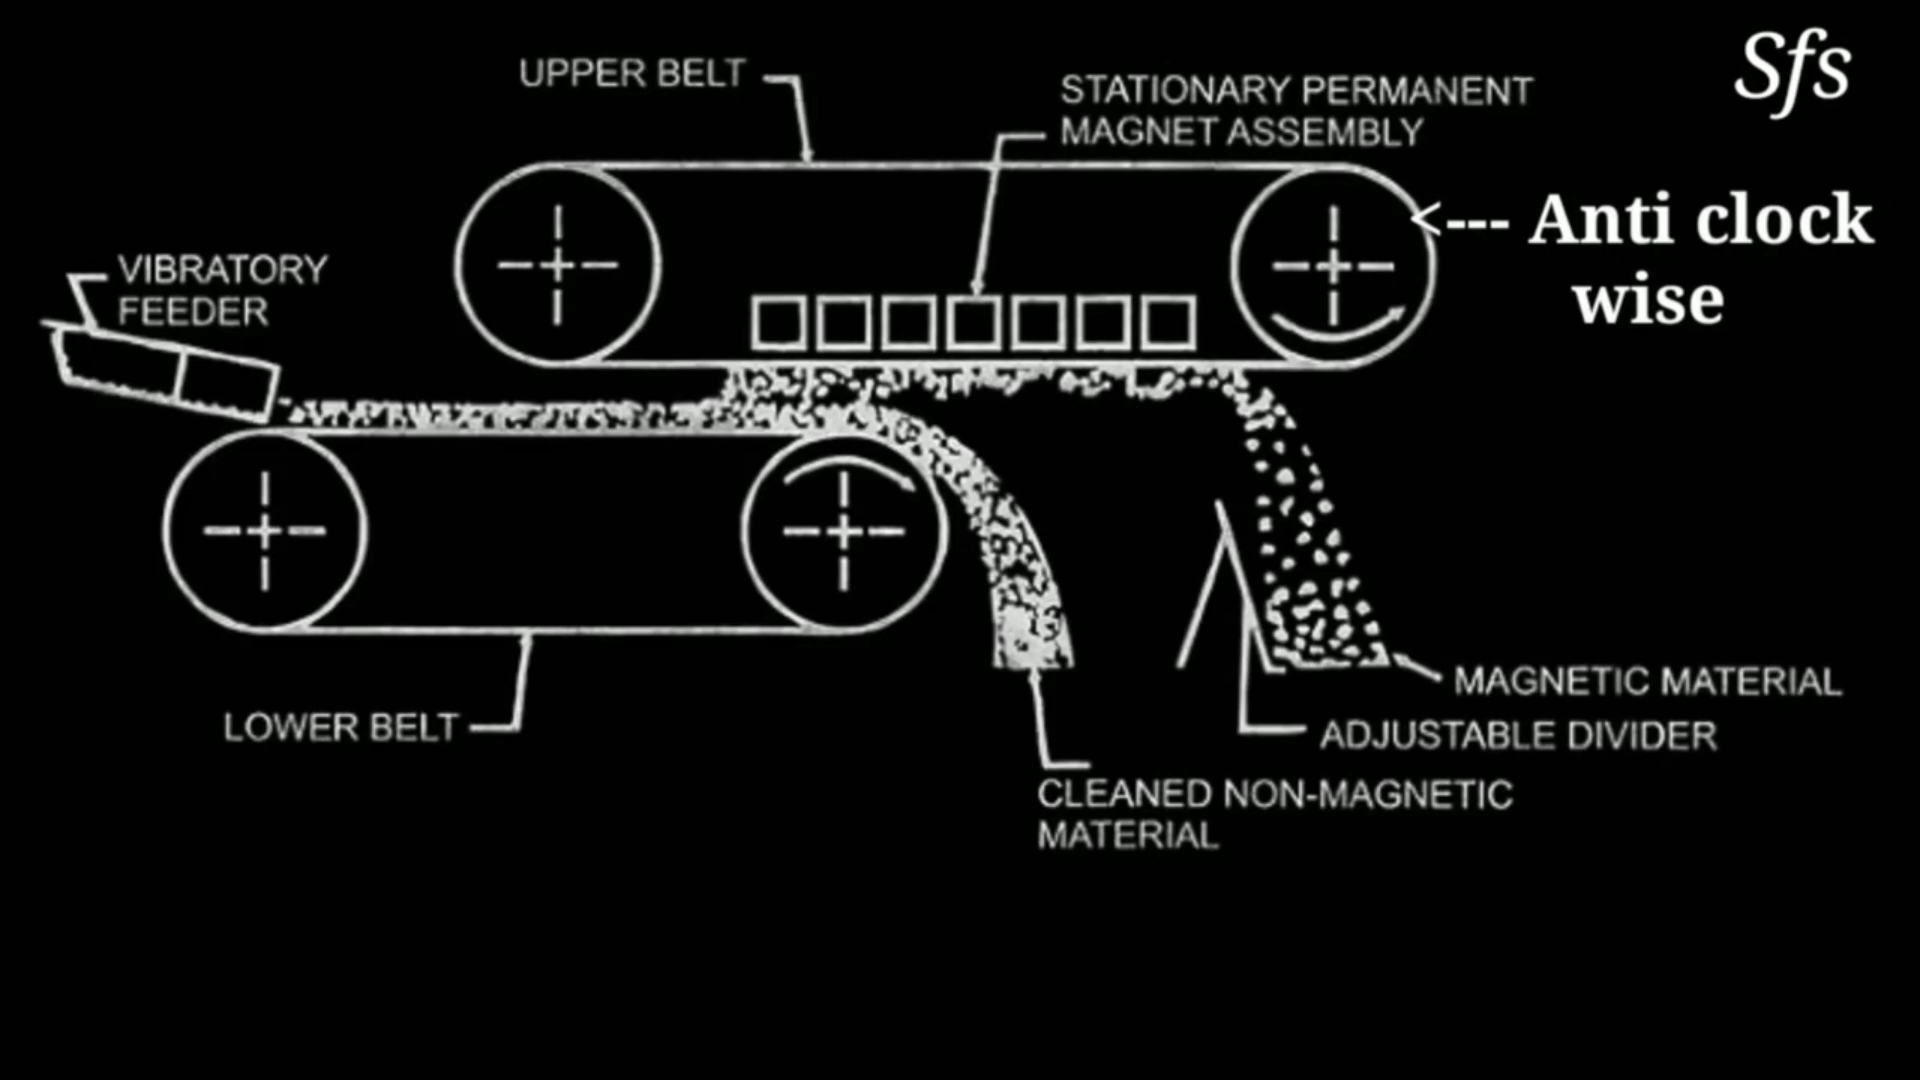 Sfs
UPPER BELT
STATIONARY PERMANENT
MAGNET ASSEMBLY
<--- Anti clock
wise
VIBRATORY
FEEDER
MAGNETIC MATERIAL
LOWER BELT
ADJUSTABLE DIVIDER
CLEANED NON-MAGNETIC
MATERIAL